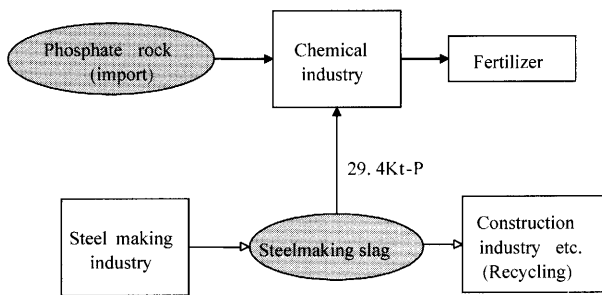 Phosphate rock
(import)
Chemical
industry
Fertilizer
29. 4Kt-P
Steel making
industry
Steelmaking slag
Construction
industry etc.
(Recycling)